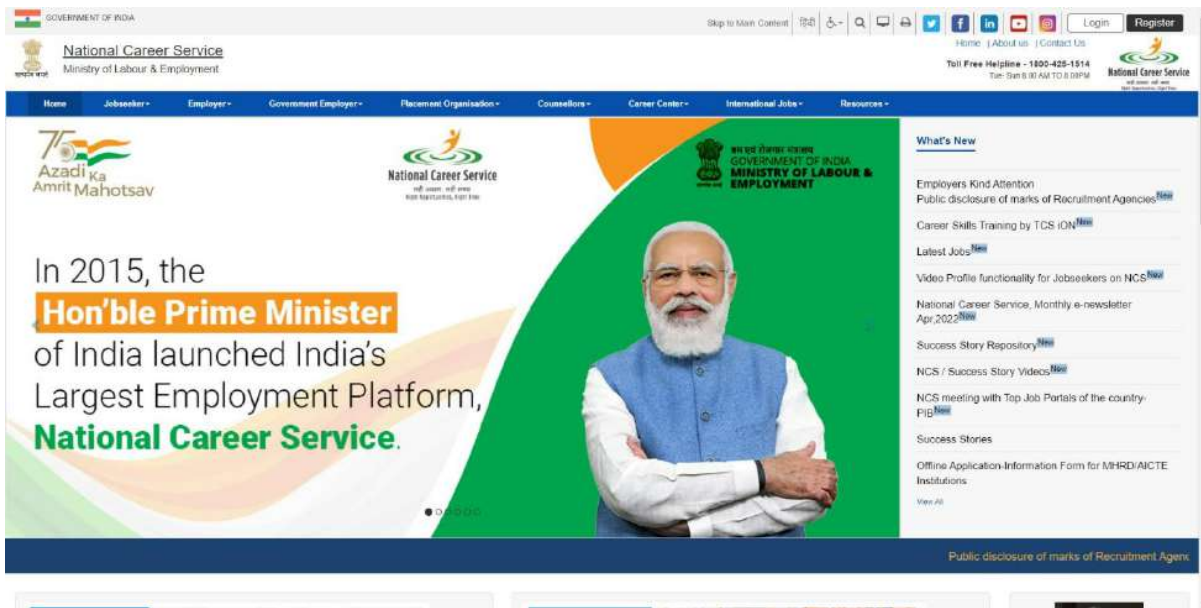 GOVERNMENT OF INDIA
Skip to Main Content हिंदी Login Register
National Career Service
Ministry of Labour & Employment
Home | About us | Contact Us
Toll Free Helpline - 1800-425-1514
Tue- Sun 8.00 AM TO 8.00PM
National Career Service
Home Jobseeker Employer Government Employer Placement Organisation Counsellors Career Center International Jobs Resources
75
Azadi Ka
Amrit Mahotsav
National Career Service
GOVERNMENT OF INDIA
MINISTRY OF LABOUR &
EMPLOYMENT
In 2015, the
Hon'ble Prime Minister
of India launched India's
Largest Employment Platform,
National Career Service.
What's New
Employers Kind Attention
Public disclosure of marks of Recruitment Agencies New
Career Skills Training by TCS iON New
Latest Jobs New
Video Profile functionality for Jobseekers on NCS New
National Career Service, Monthly e-newsletter
Apr,2022 New
Success Story Repository New
NCS / Success Story Videos New
NCS meeting with Top Job Portals of the country-
PIB New
Success Stories
Offline Application-Information Form for MHRD/AICTE
Institutions
View All
Public disclosure of marks of Recruitment Agenc